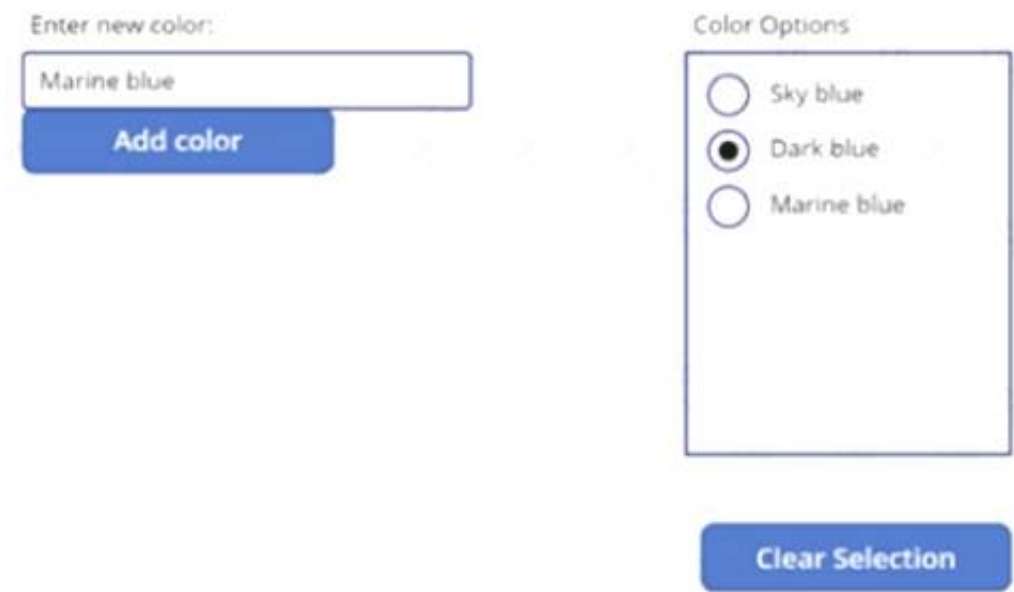 Enter new color:
Marine blue
Add color
Color Options
Sky blue
Dark blue
Marine blue
Clear Selection